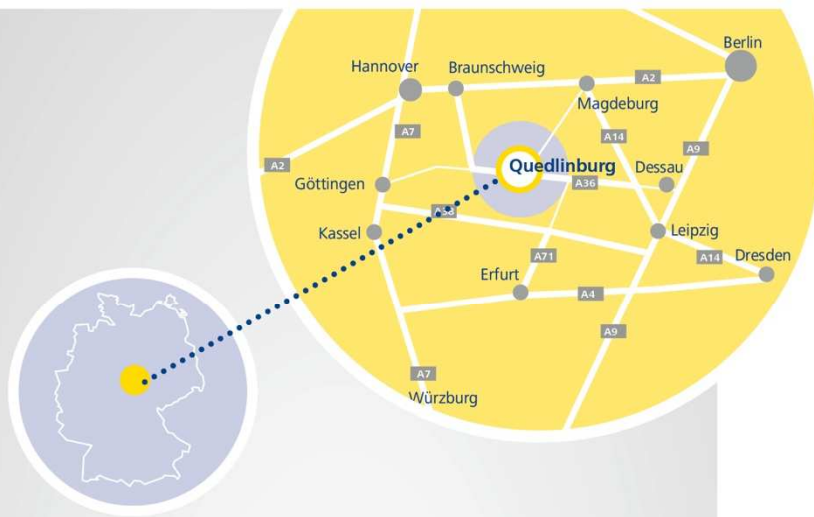 Berlin
Hannover
Braunschweig
A2
Magdeburg
A7
A14
A9
A2
Quedlinburg
Dessau
Göttingen
A36
A38
Kassel
Leipzig
A71
A14
Dresden
Erfurt
A4
A9
A7
Würzburg